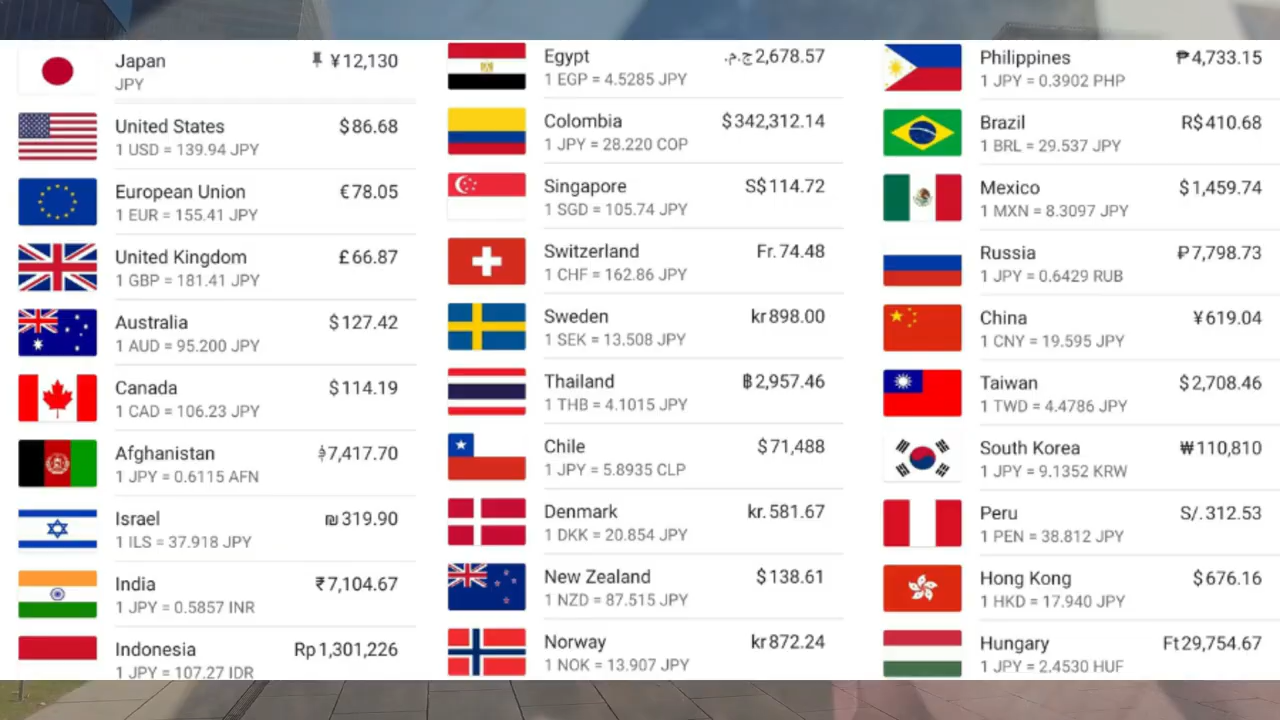 Japan ¥12,130
JPY
United States $86.68
1 USD = 139.94 JPY
European Union €78.05
1 EUR = 155.41 JPY
United Kingdom £66.87
1 GBP = 181.41 JPY
Australia $127.42
1 AUD = 95.200 JPY
Canada $114.19
1 CAD = 106.23 JPY
Afghanistan ؋7,417.70
1 JPY = 0.6115 AFN
Israel ₪319.90
1 ILS = 37.918 JPY
India ₹7,104.67
1 JPY = 0.5857 INR
Indonesia Rp1,301,226
1 JPY = 107.27 IDR
Egypt ج.م.2,678.57
1 EGP = 4.5285 JPY
Colombia $342,312.14
1 JPY = 28.220 COP
Singapore S$114.72
1 SGD = 105.74 JPY
Switzerland Fr.74.48
1 CHF = 162.86 JPY
Sweden kr898.00
1 SEK = 13.508 JPY
Thailand ฿2,957.46
1 THB = 4.1015 JPY
Chile $71,488
1 JPY = 5.8935 CLP
Denmark kr.581.67
1 DKK = 20.854 JPY
New Zealand $138.61
1 NZD = 87.515 JPY
Norway kr872.24
1 NOK = 13.907 JPY
Philippines ₱4,733.15
1 JPY = 0.3902 PHP
Brazil R$410.68
1 BRL = 29.537 JPY
Mexico $1,459.74
1 MXN = 8.3097 JPY
Russia ₽7,798.73
1 JPY = 0.6429 RUB
China ¥619.04
1 CNY = 19.595 JPY
Taiwan $2,708.46
1 TWD = 4.4786 JPY
South Korea ₩110,810
1 JPY = 9.1352 KRW
Peru S/.312.53
1 PEN = 38.812 JPY
Hong Kong $676.16
1 HKD = 17.940 JPY
Hungary Ft29,754.67
1 JPY = 2.4530 HUF